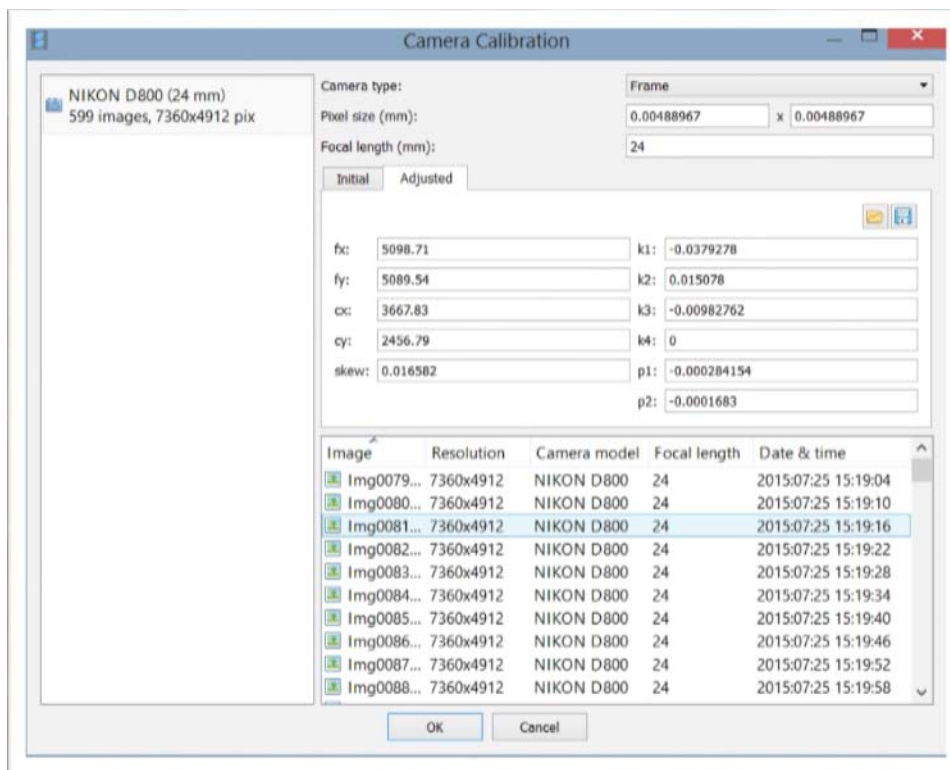 Camera Calibration
NIKON D800 (24 mm)
599 images, 7360x4912 pix
Camera type: Frame
Pixel size (mm): 0.00488967 x 0.00488967
Focal length (mm): 24
Initial Adjusted
fx: 5098.71 k1: -0.0379278
fy: 5089.54 k2: 0.015078
cx: 3667.83 k3: -0.00982762
cy: 2456.79 k4: 0
skew: 0.016582 p1: -0.000284154
p2: -0.0001683
Image Resolution Camera model Focal length Date & time
Img0079... 7360x4912 NIKON D800 24 2015:07:25 15:19:04
Img0080... 7360x4912 NIKON D800 24 2015:07:25 15:19:10
Img0081... 7360x4912 NIKON D800 24 2015:07:25 15:19:16
Img0082... 7360x4912 NIKON D800 24 2015:07:25 15:19:22
Img0083... 7360x4912 NIKON D800 24 2015:07:25 15:19:28
Img0084... 7360x4912 NIKON D800 24 2015:07:25 15:19:34
Img0085... 7360x4912 NIKON D800 24 2015:07:25 15:19:40
Img0086... 7360x4912 NIKON D800 24 2015:07:25 15:19:46
Img0087... 7360x4912 NIKON D800 24 2015:07:25 15:19:52
Img0088... 7360x4912 NIKON D800 24 2015:07:25 15:19:58
OK Cancel